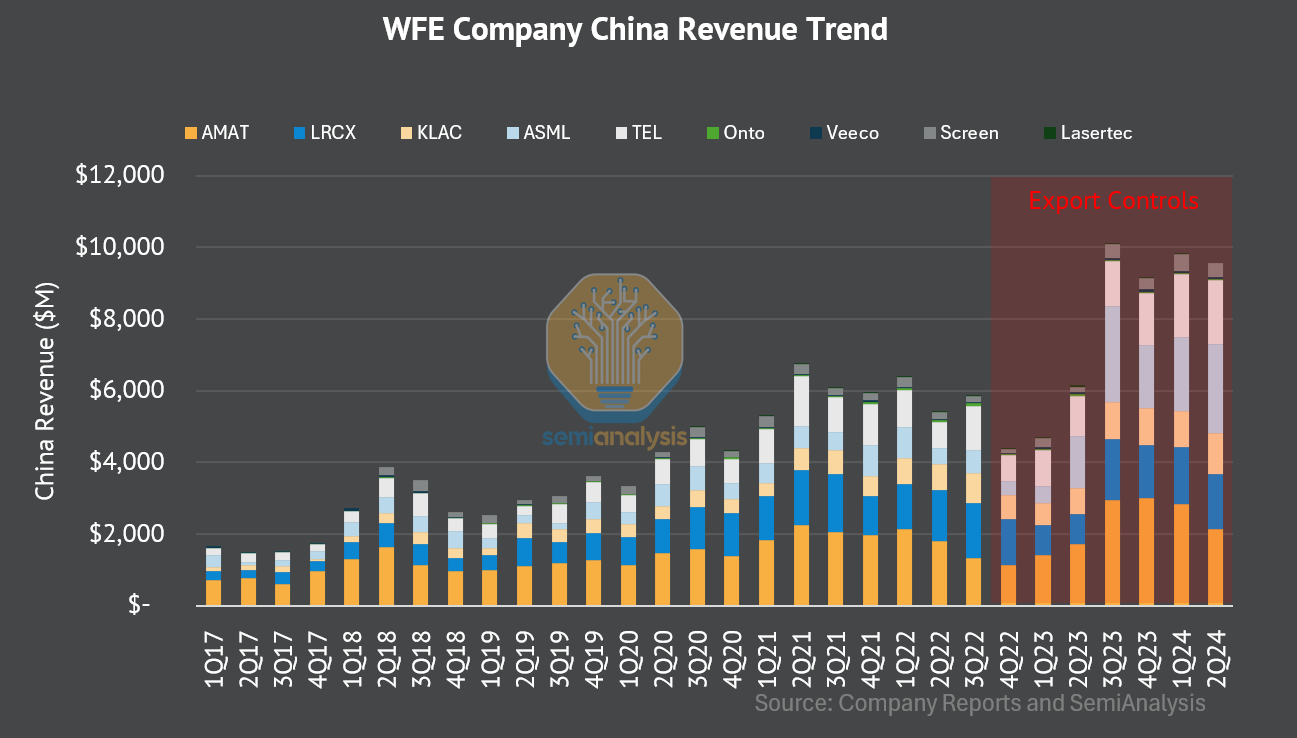 WFE Company China Revenue Trend
AMAT LRCX KLAC ASML TEL Onto Veeco Screen Lasertec
$12,000
$10,000
$8,000
$6,000
$4,000
$2,000
$-
China Revenue ($M)
Export Controls
semianalysis
1Q17 2Q17 3Q17 4Q17 1Q18 2Q18 3Q18 4Q18 1Q19 2Q19 3Q19 4Q19 1Q20 2Q20 3Q20 4Q20 1Q21 2Q21 3Q21 4Q21 1Q22 2Q22 3Q22 4Q22 1Q23 2Q23 3Q23 4Q23 1Q24 2Q24
Source: Company Reports and SemiAnalysis